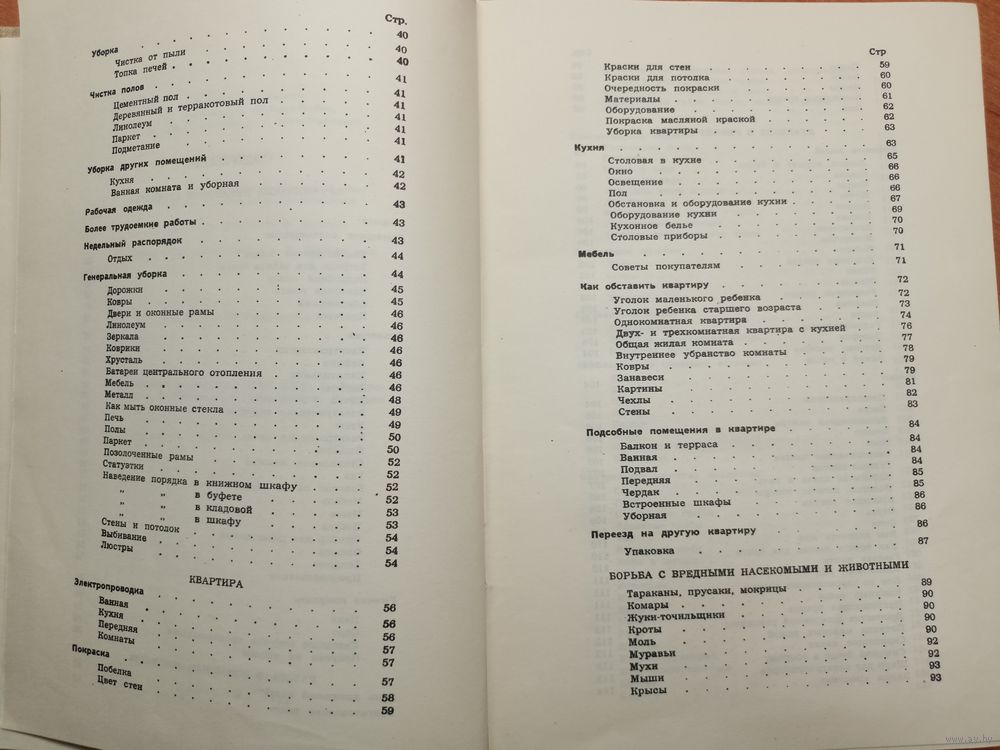 Стр.
Уборка . . . . . . . . . . 40
Чистка от пыли . . . . . . . . 40
Топка печей . . . . . . . . . 40
Чистка полов . . . . . . . . . 41
Цементный пол . . . . . . . . 41
Деревянный и терракотовый пол . . . . 41
Линолеум . . . . . . . . . 41
Паркет . . . . . . . . . . 41
Подметание . . . . . . . . . 41
Уборка других помещений . . . . . . 41
Кухня . . . . . . . . . . 42
Ванная комната и уборная . . . . . 42
Рабочая одежда . . . . . . . . 43
Более трудоемкие работы . . . . . . 43
Недельный распорядок . . . . . . . 43
Отдых . . . . . . . . . . 44
Генеральная уборка . . . . . . . . 44
Дорожки . . . . . . . . . 45
Ковры . . . . . . . . . . 45
Двери и оконные рамы . . . . . . 46
Линолеум . . . . . . . . . 46
Зеркала . . . . . . . . . 46
Коврики . . . . . . . . . 46
Хрусталь . . . . . . . . . 46
Батареи центрального отопления . . . . 46
Мебель . . . . . . . . . . 46
Металл . . . . . . . . . . 48
Как мыть оконные стекла . . . . . . 49
Печь . . . . . . . . . . 49
Полы . . . . . . . . . . 50
Паркет . . . . . . . . . . 50
Позолоченные рамы . . . . . . . 52
Статуэтки . . . . . . . . . 52
Наведение порядка в книжном шкафу . . . 52
„ „ в буфете . . . . . 52
„ „ в кладовой . . . . 53
„ „ в шкафу . . . . . 53
Стены и потолок . . . . . . . . 54
Выбивание . . . . . . . . . 54
Люстры . . . . . . . . . . 54
КВАРТИРА
Электропроводка . . . . . . . . 56
Ванная . . . . . . . . . . 56
Кухня . . . . . . . . . . 56
Передняя . . . . . . . . . 57
Комнаты . . . . . . . . . 57
Покраска . . . . . . . . . . 57
Побелка . . . . . . . . . 58
Цвет стен . . . . . . . . . 59
Стр
Краски для стен . . . . . . . . 59
Краски для потолка . . . . . . . 60
Очередность покраски . . . . . . . 60
Материалы . . . . . . . . . 61
Оборудование . . . . . . . . . 62
Покраска масляной краской . . . . . 62
Уборка квартиры . . . . . . . . 63
Кухня . . . . . . . . . . . 63
Столовая в кухне . . . . . . . . 65
Окно . . . . . . . . . . 66
Освещение . . . . . . . . . 66
Пол . . . . . . . . . . . 66
Обстановка и оборудование кухни . . . . 67
Оборудование кухни . . . . . . . 69
Кухонное белье . . . . . . . . 70
Столовые приборы . . . . . . . . 70
Мебель . . . . . . . . . . . 71
Советы покупателям . . . . . . . 71
Как обставить квартиру . . . . . . . 72
Уголок маленького ребенка . . . . . 72
Уголок ребенка старшего возраста . . . . 73
Однокомнатная квартира . . . . . . 74
Двух- и трехкомнатная квартира с кухней . . 76
Общая жилая комната . . . . . . . 77
Внутреннее убранство комнаты . . . . 78
Ковры . . . . . . . . . . 79
Занавеси . . . . . . . . . 79
Картины . . . . . . . . . . 81
Чехлы . . . . . . . . . . 82
Стены . . . . . . . . . . 83
Подсобные помещения в квартире . . . . . 84
Балкон и терраса . . . . . . . . 84
Ванная . . . . . . . . . . 84
Подвал . . . . . . . . . . 84
Передняя . . . . . . . . . 85
Чердак . . . . . . . . . . 85
Встроенные шкафы . . . . . . . 86
Уборная . . . . . . . . . . 86
Переезд на другую квартиру . . . . . . 86
Упаковка . . . . . . . . . 87
БОРЬБА С ВРЕДНЫМИ НАСЕКОМЫМИ И ЖИВОТНЫМИ
Тараканы, прусаки, мокрицы . . . . . 89
Комары . . . . . . . . . . 90
Жуки-точильщики . . . . . . . . 90
Кроты . . . . . . . . . . 90
Моль . . . . . . . . . . 90
Муравьи . . . . . . . . . . 92
Мухи . . . . . . . . . . 92
Мыши . . . . . . . . . . 93
Крысы . . . . . . . . . . 93
www.ay.by